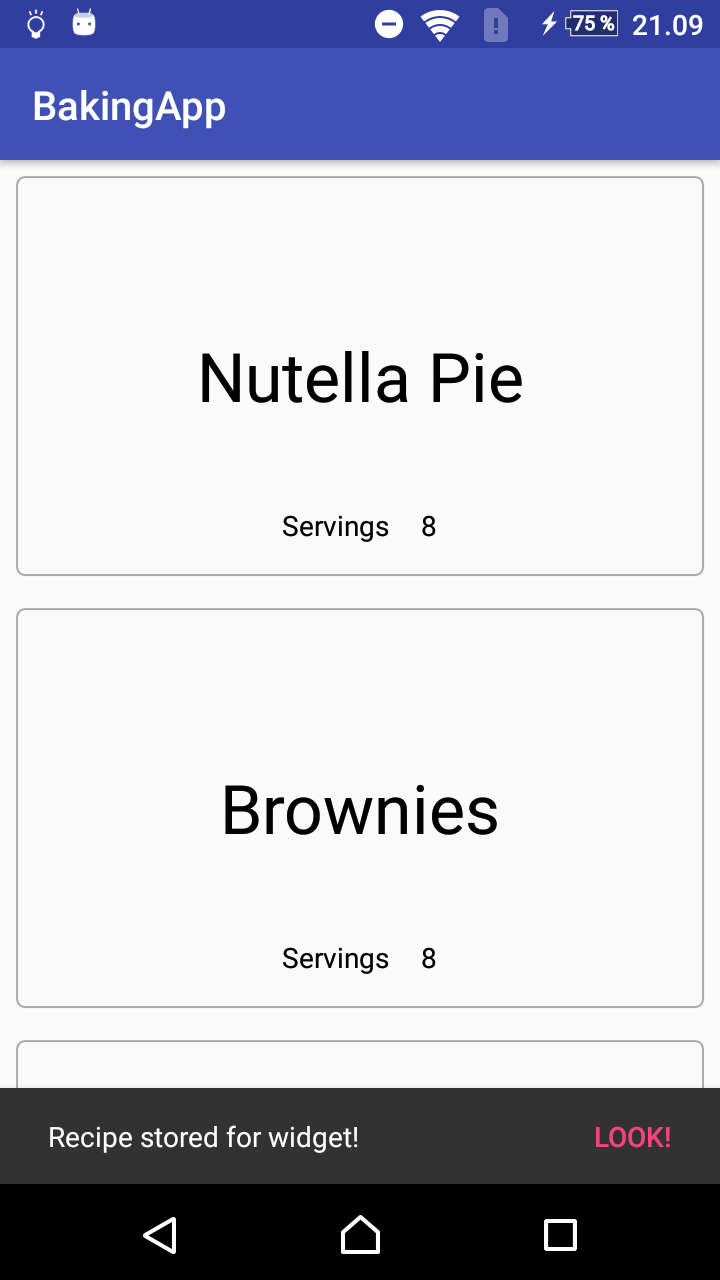 75 % 21.09
BakingApp
Nutella Pie
Servings 8
Brownies
Servings 8
Recipe stored for widget! LOOK!